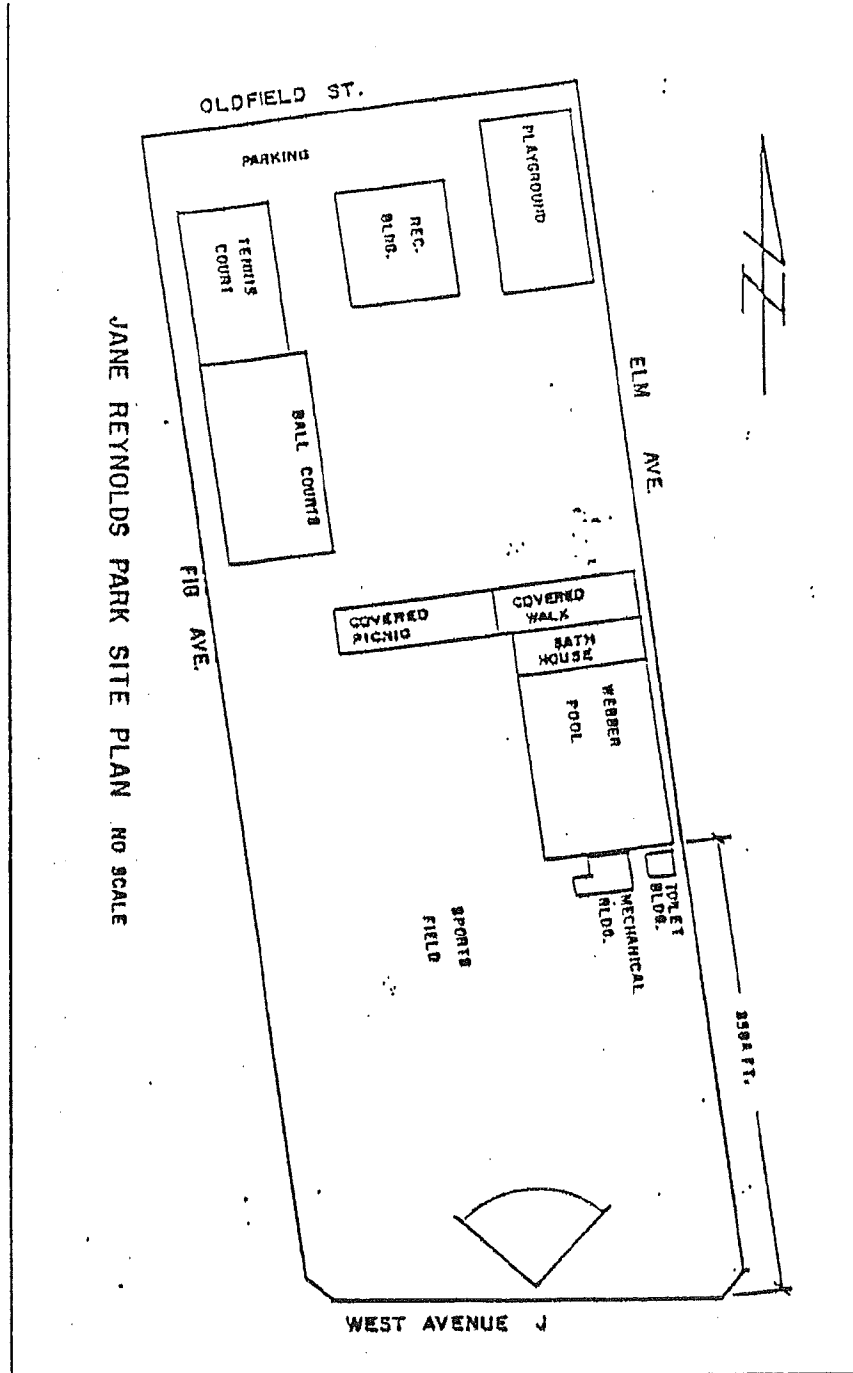 OLDFIELD ST.
PARKING
PLAYGROUND
REC.
BLDG.
TENNIS
COURT
N
ELM AVE.
BALL COURTS
FIG AVE.
COVERED
PICNIC
COVERED
WALK
BATH
HOUSE
WEBBER
POOL
TOILET
BLDG.
MECHANICAL
BLDG.
SPORTS
FIELD
FT.
WEST AVENUE J
JANE REYNOLDS PARK SITE PLAN NO SCALE